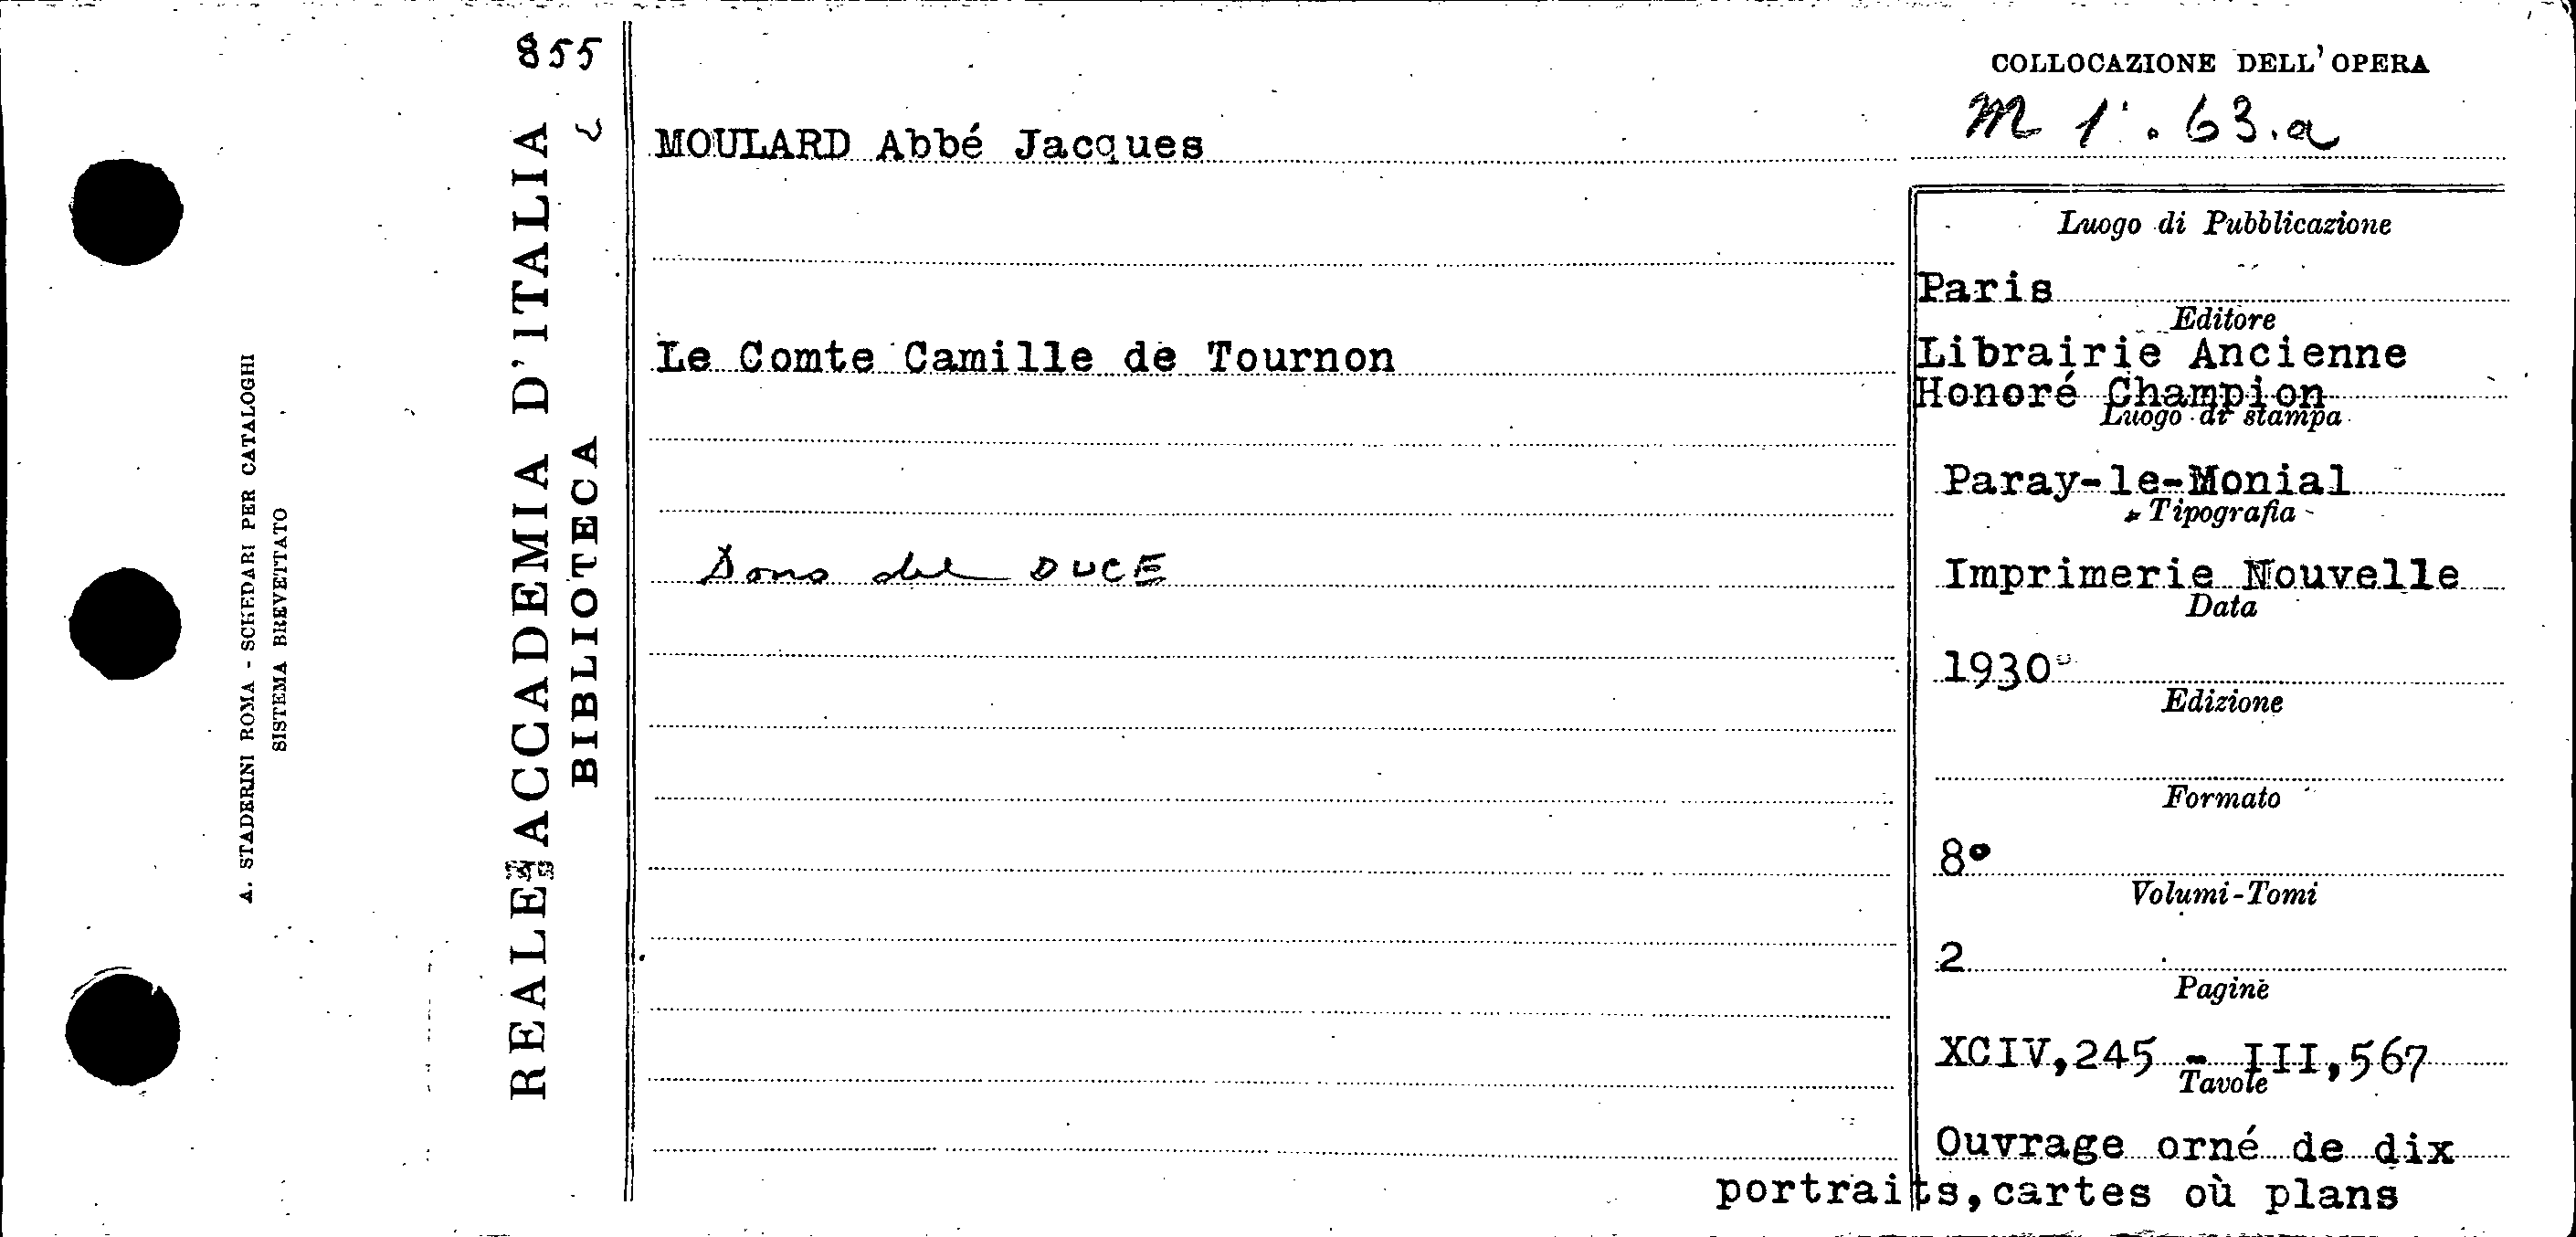 855
COLLOCAZIONE DELL'OPERA
M 1'. 63.a
MOULARD Abbé Jacques
Le Comte Camille de Tournon
Dono del DUCE
Luogo di Pubblicazione
Paris
Editore
Librairie Ancienne
Honoré Champion
Luogo di stampa
Paray-le-Monial
Tipografia
Imprimerie Nouvelle
Data
1930
Edizione
Formato
8°
Volumi-Tomi
2
Pagine
XCIV,245 - III,567
Tavole
Ouvrage orné de dix
portraits,cartes où plans
REALE ACCADEMIA D'ITALIA
BIBLIOTECA
A. STADERINI ROMA - SCHEDARI PER CATALOGHI
SISTEMA BREVETTATO